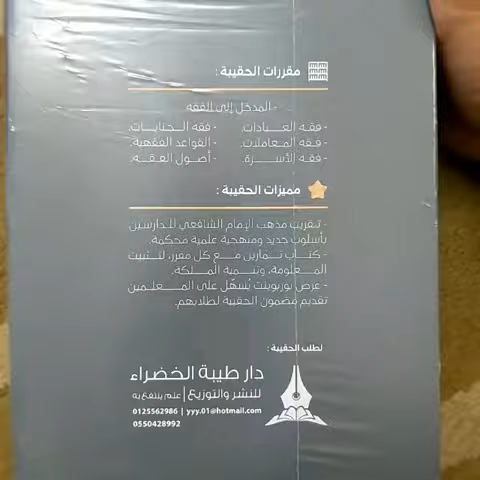 مقررات الحقيبة :
- المدخل إلى الفقه
- فقه العبادات. - فقه الجنايات.
- فقه المعاملات. - القواعد الفقهية.
- فقه الأسرة. - أصول الفقه.
مميزات الحقيبة :
- تقريب مذهب الإمام الشافعي للدارسين
بأسلوب جديد ومنهجية علمية محكمة.
- كتاب تمارين مع كل مقرر، لتثبيت
المعلومة، وتنمية الملكة.
- عرض بوربوينت يُسهّل على المعلمين
تقديم مضمون الحقيبة لطلابهم.
لطلب الحقيبة :
دار طيبة الخضراء
للنشر والتوزيع | علم ينتفع به
0125562986 | yyy.01@hotmail.com
0550428992